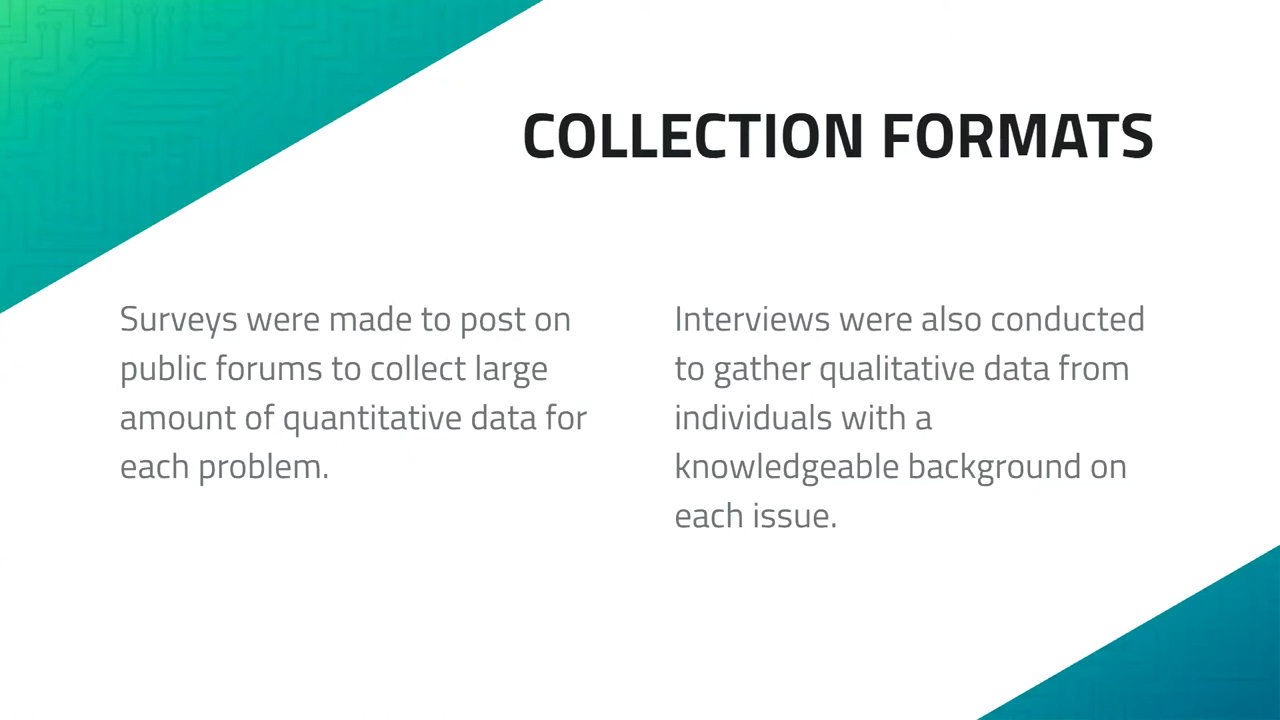 COLLECTION FORMATS
Surveys were made to post on
public forums to collect large
amount of quantitative data for
each problem.
Interviews were also conducted
to gather qualitative data from
individuals with a
knowledgeable background on
each issue.